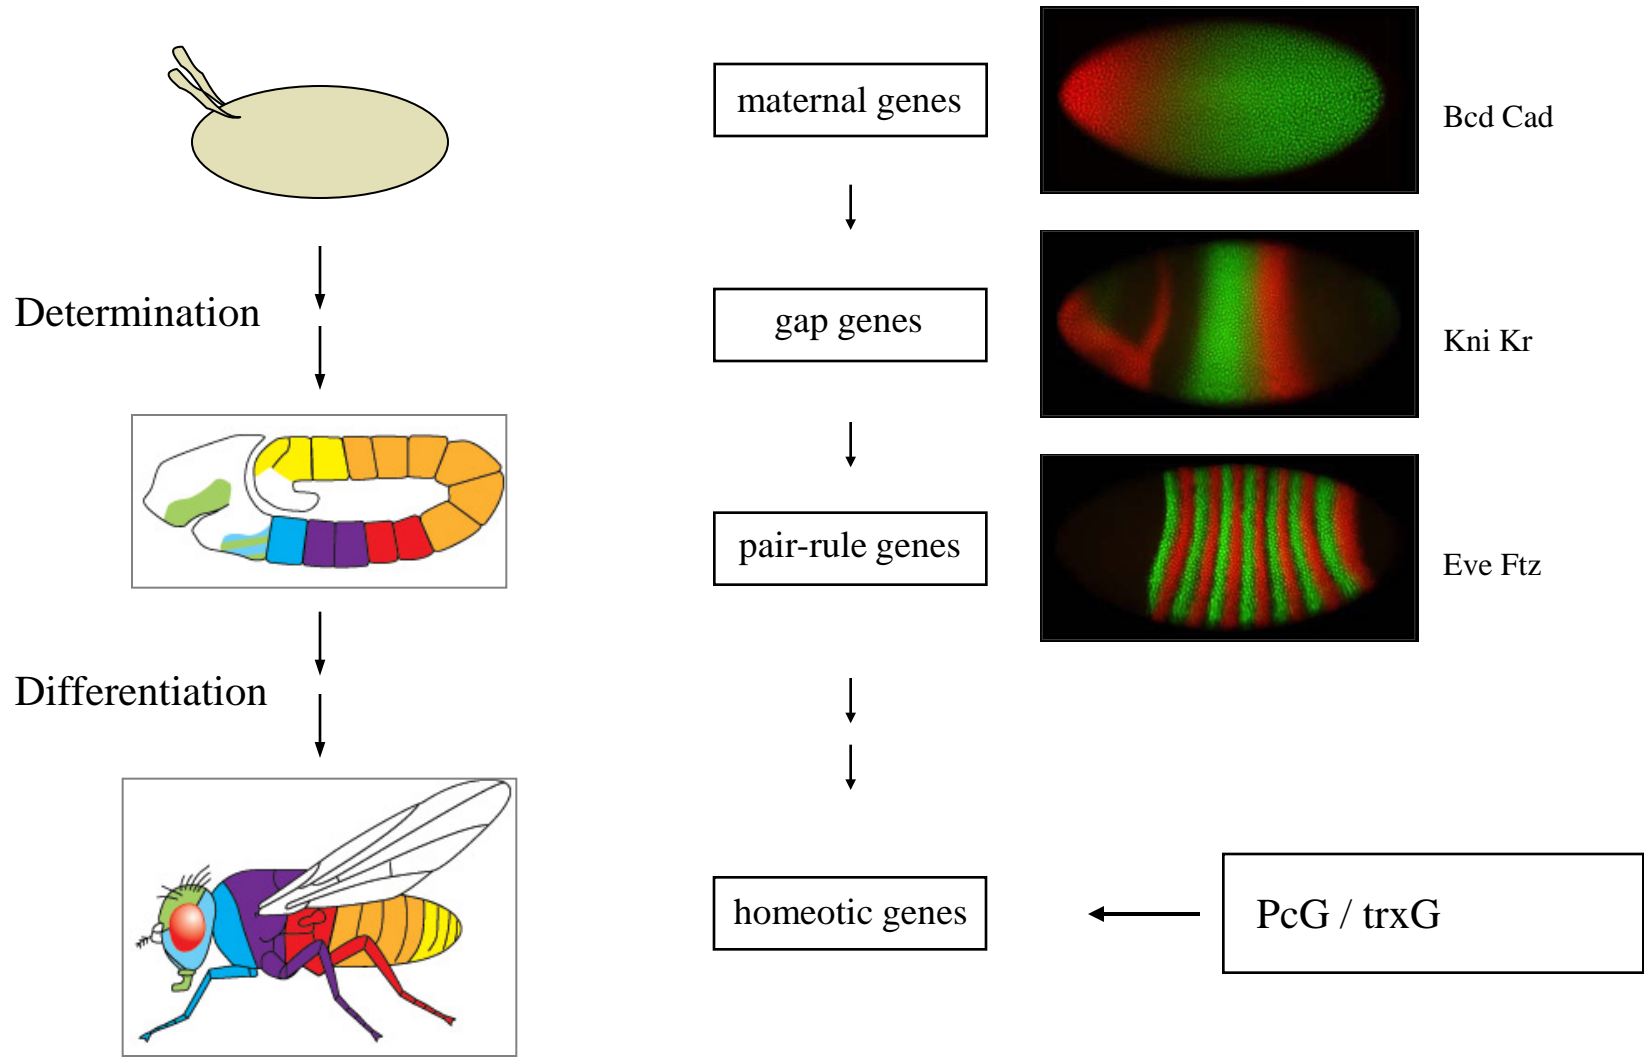 maternal genes
Bcd Cad
Determination
gap genes
Kni Kr
pair-rule genes
Eve Ftz
Differentiation
homeotic genes
PcG / trxG